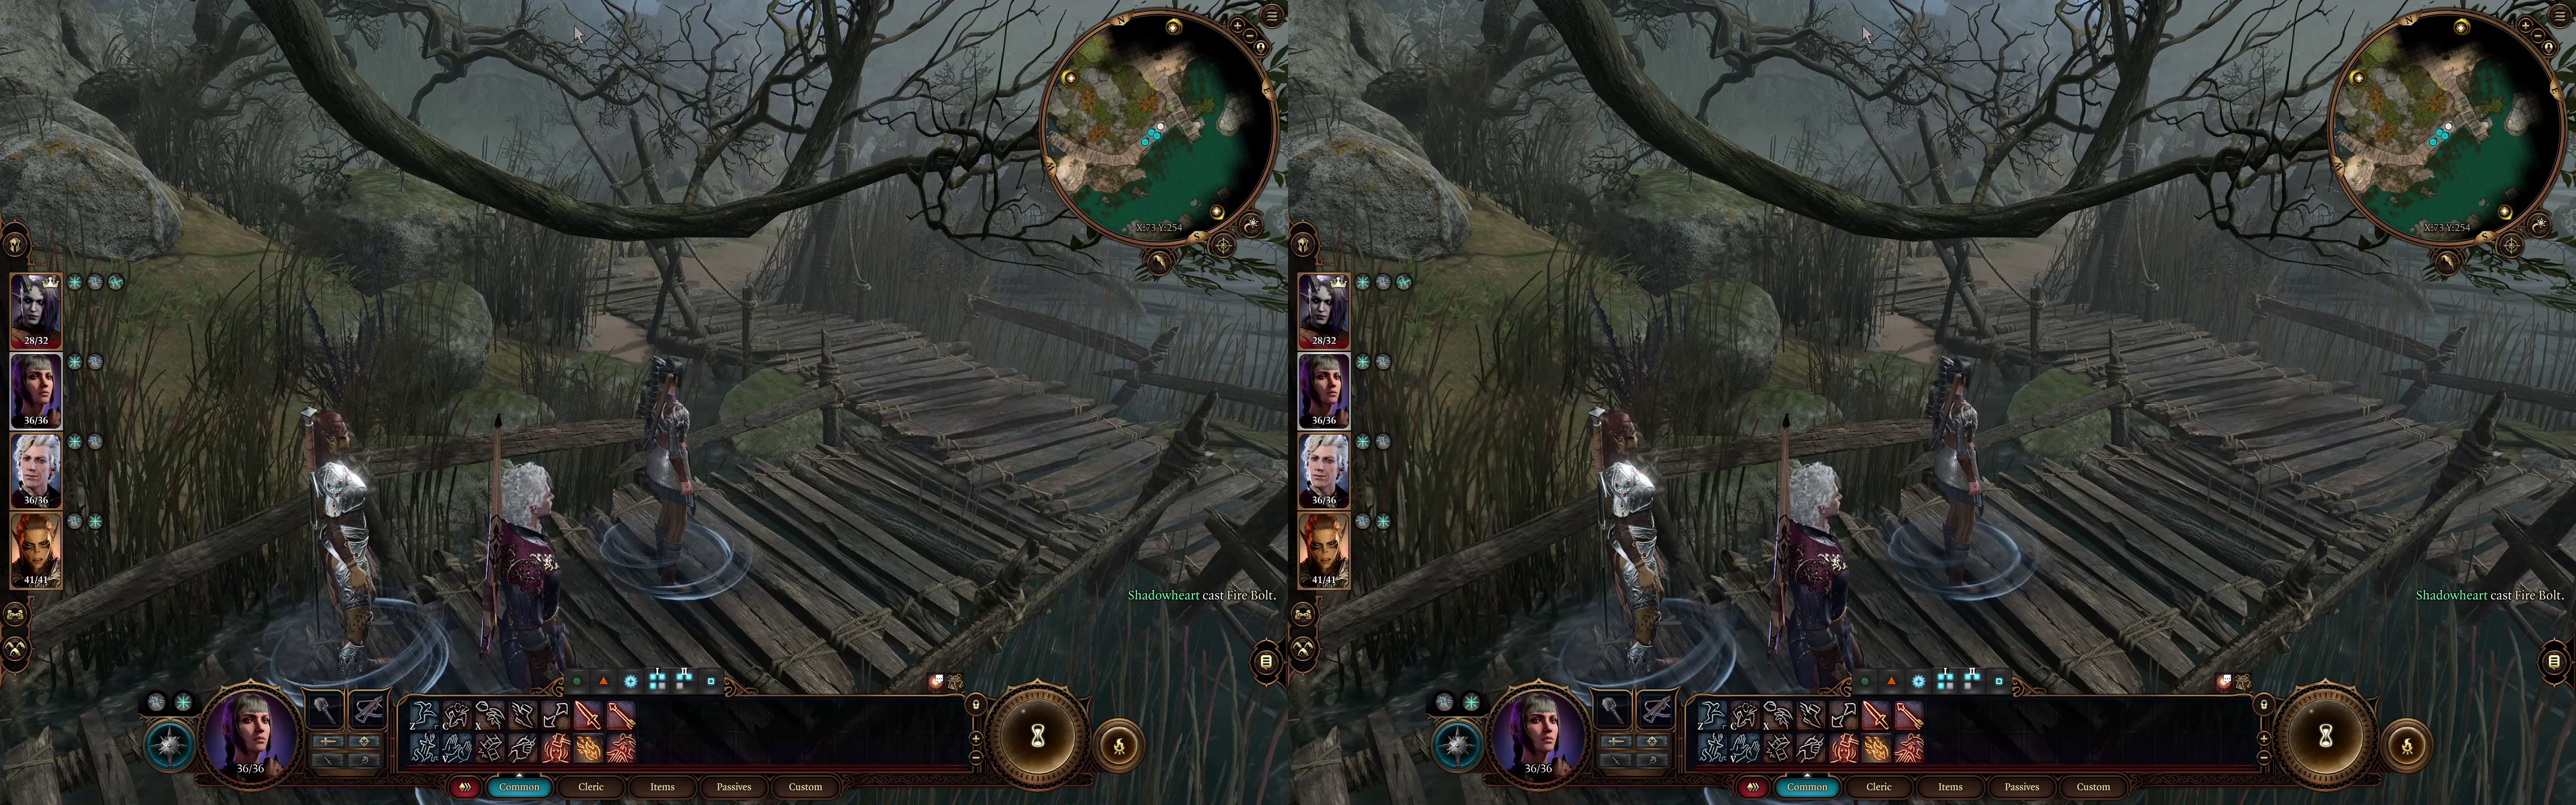 N
X:73 Y:254
S
28/32
36/36
36/36
41/41
Shadowheart cast Fire Bolt.
I
II
Z
C
X
V
36/36
Common
Cleric
Items
Passives
Custom
N
X:73 Y:254
S
28/32
36/36
36/36
41/41
Shadowheart cast Fire Bolt.
I
II
Z
C
X
V
36/36
Common
Cleric
Items
Passives
Custom